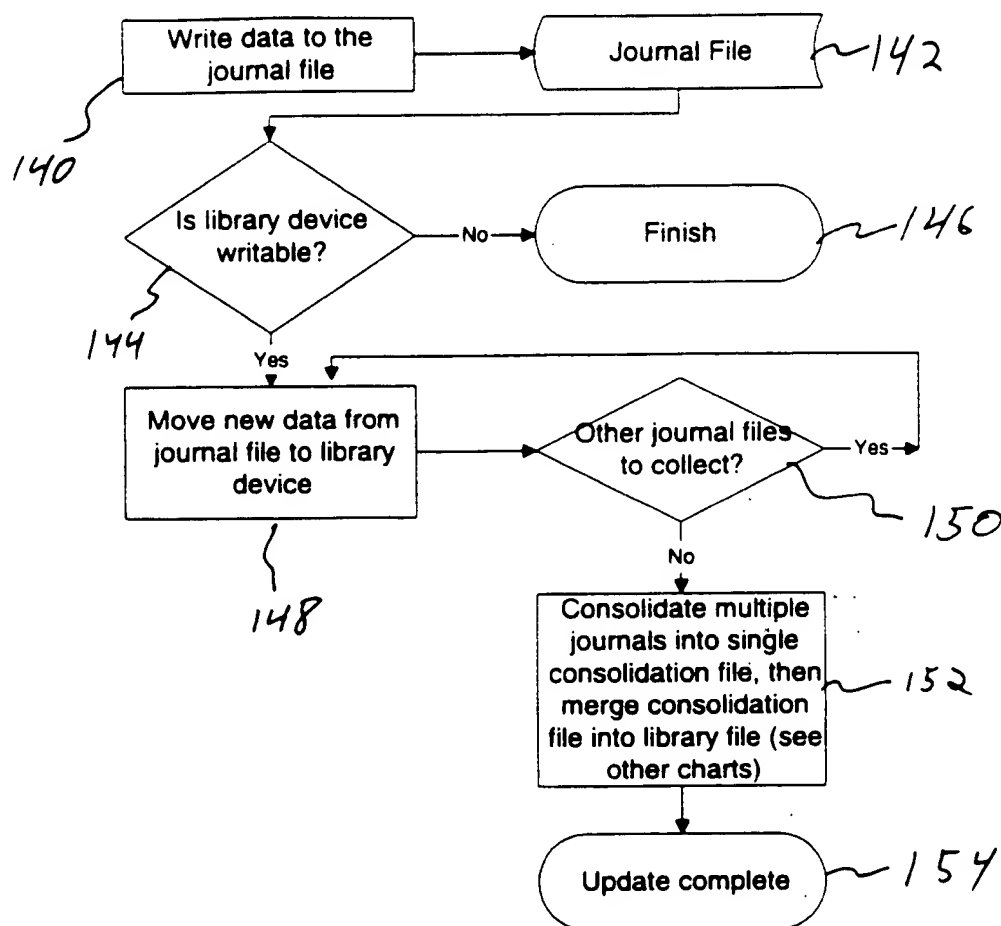 Write data to the
journal file
Journal File
142
140
Is library device
writable?
No
Finish
146
144
Yes
Move new data from
journal file to library
device
Other journal files
to collect?
Yes
150
148
No
Consolidate multiple
journals into single
consolidation file, then
merge consolidation
file into library file (see
other charts)
152
Update complete
154